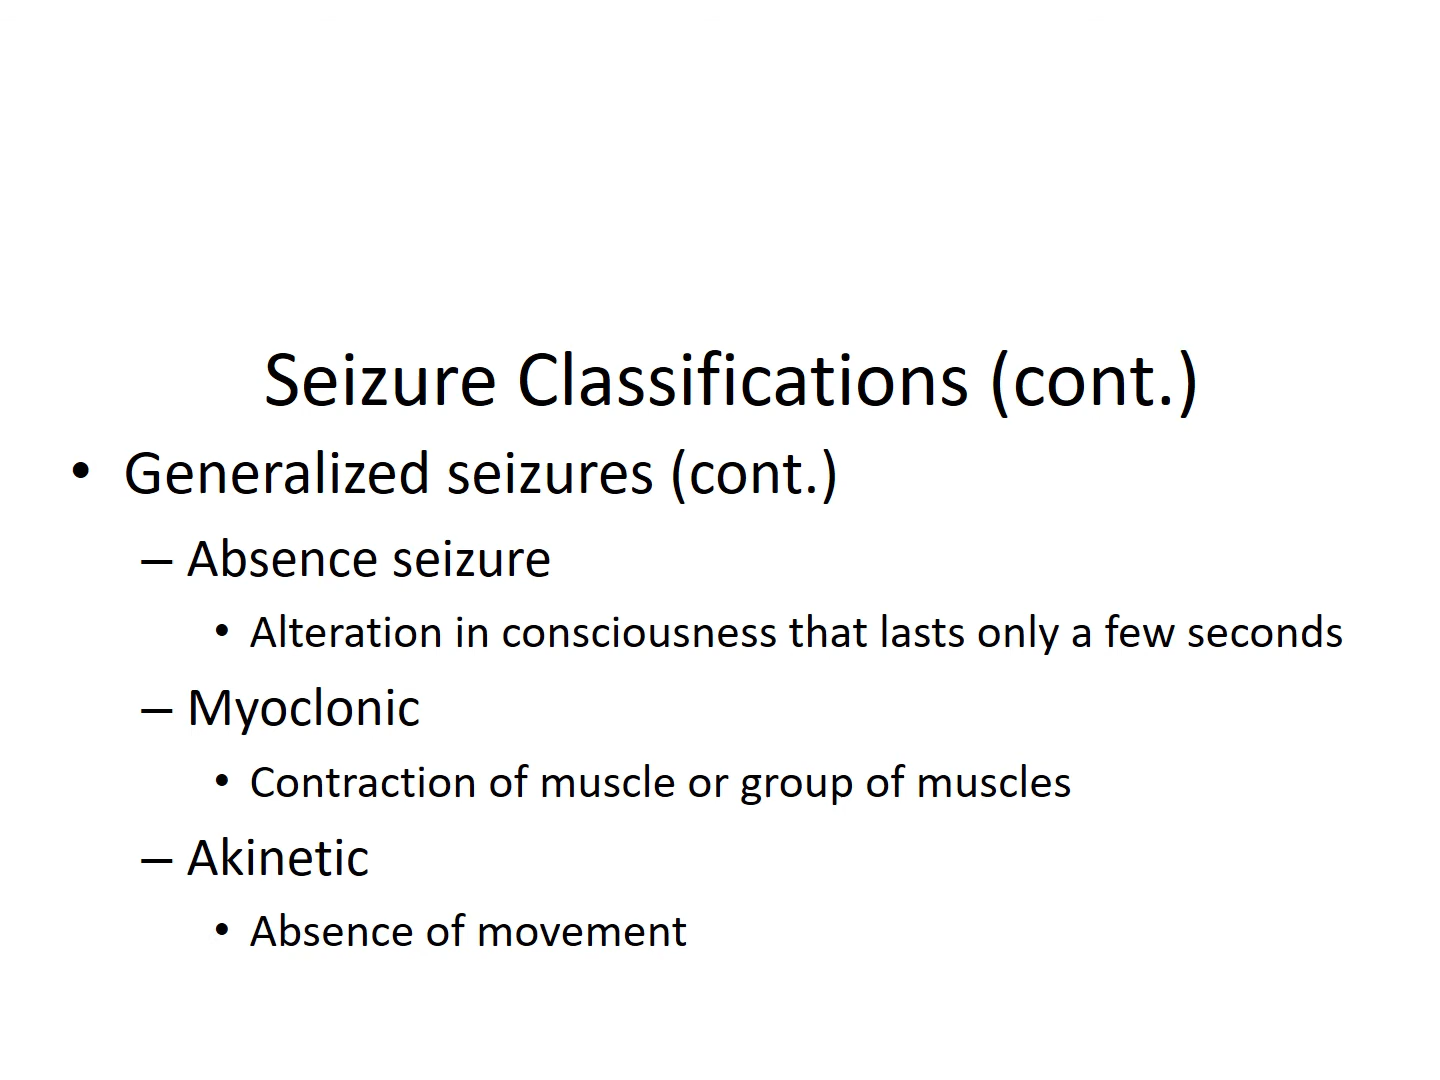 Seizure Classifications (cont.)
• Generalized seizures (cont.)
– Absence seizure
• Alteration in consciousness that lasts only a few seconds
– Myoclonic
• Contraction of muscle or group of muscles
– Akinetic
• Absence of movement